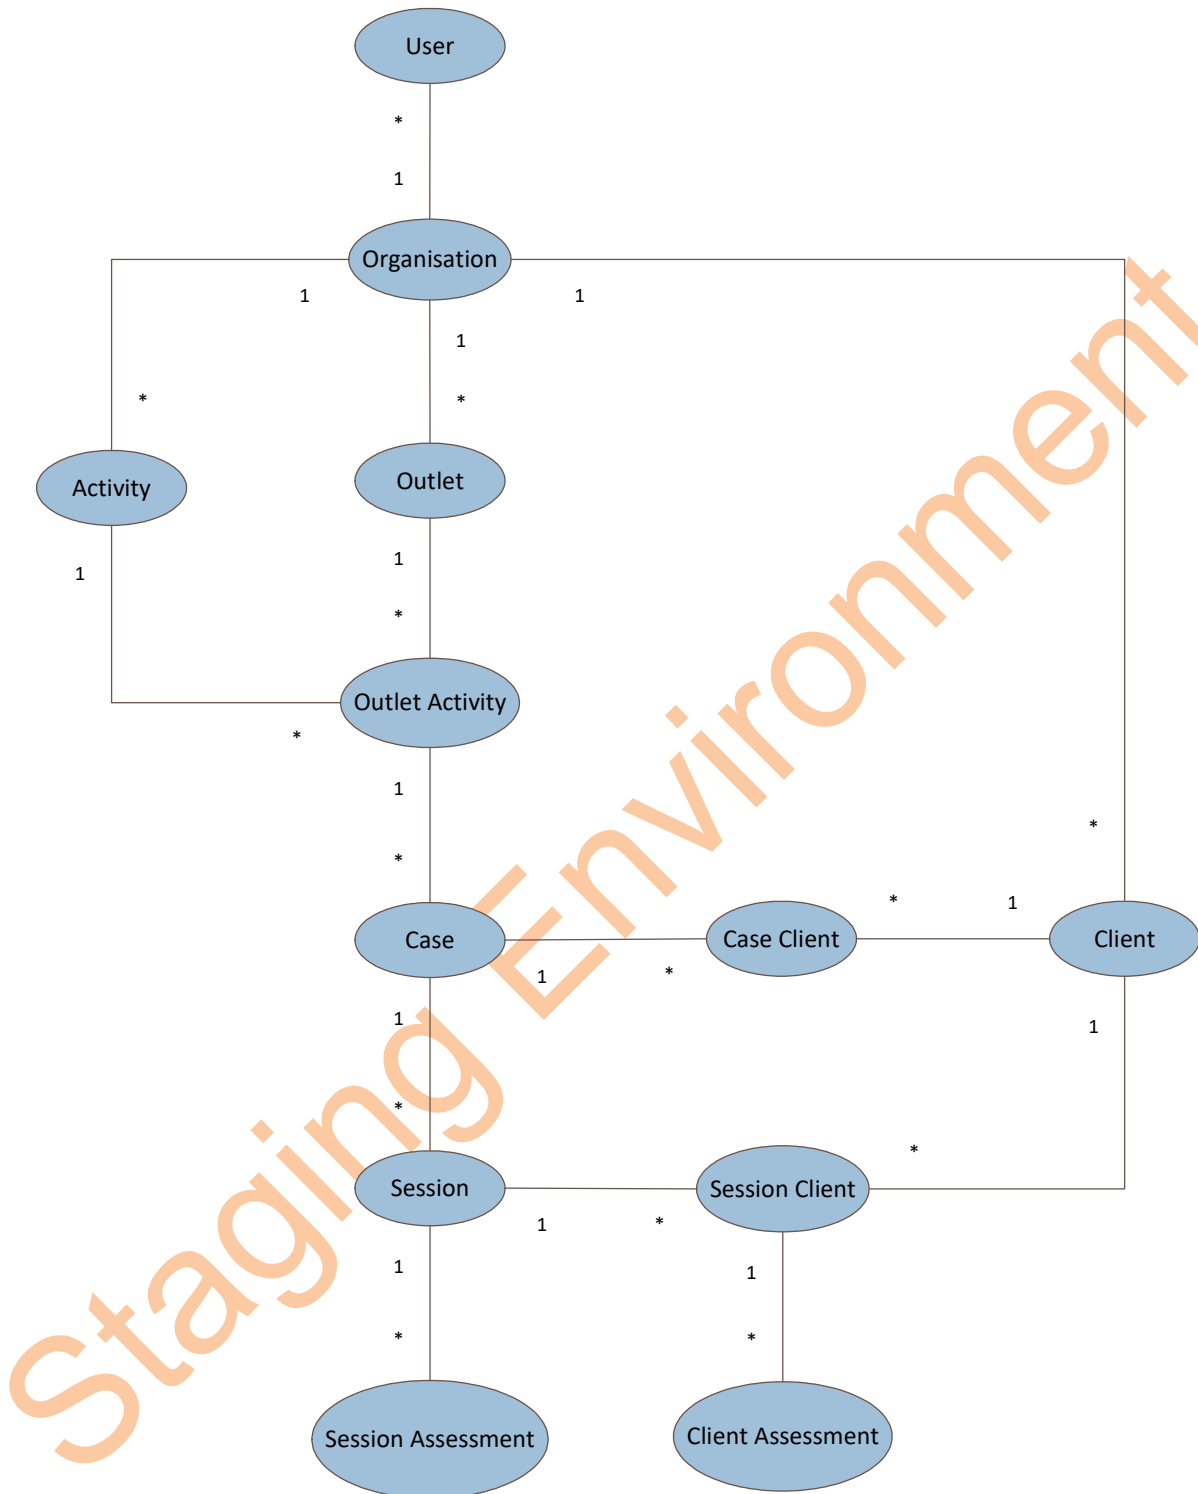 User
*
1
Organisation
1
1
1
*
*
Activity
Outlet
1
1
*
Outlet Activity
*
1
*
*
*
1
Case
Case Client
Client
1
*
1
1
*
*
Session
Session Client
1
*
1
1
*
*
Session Assessment
Client Assessment
Staging Environment